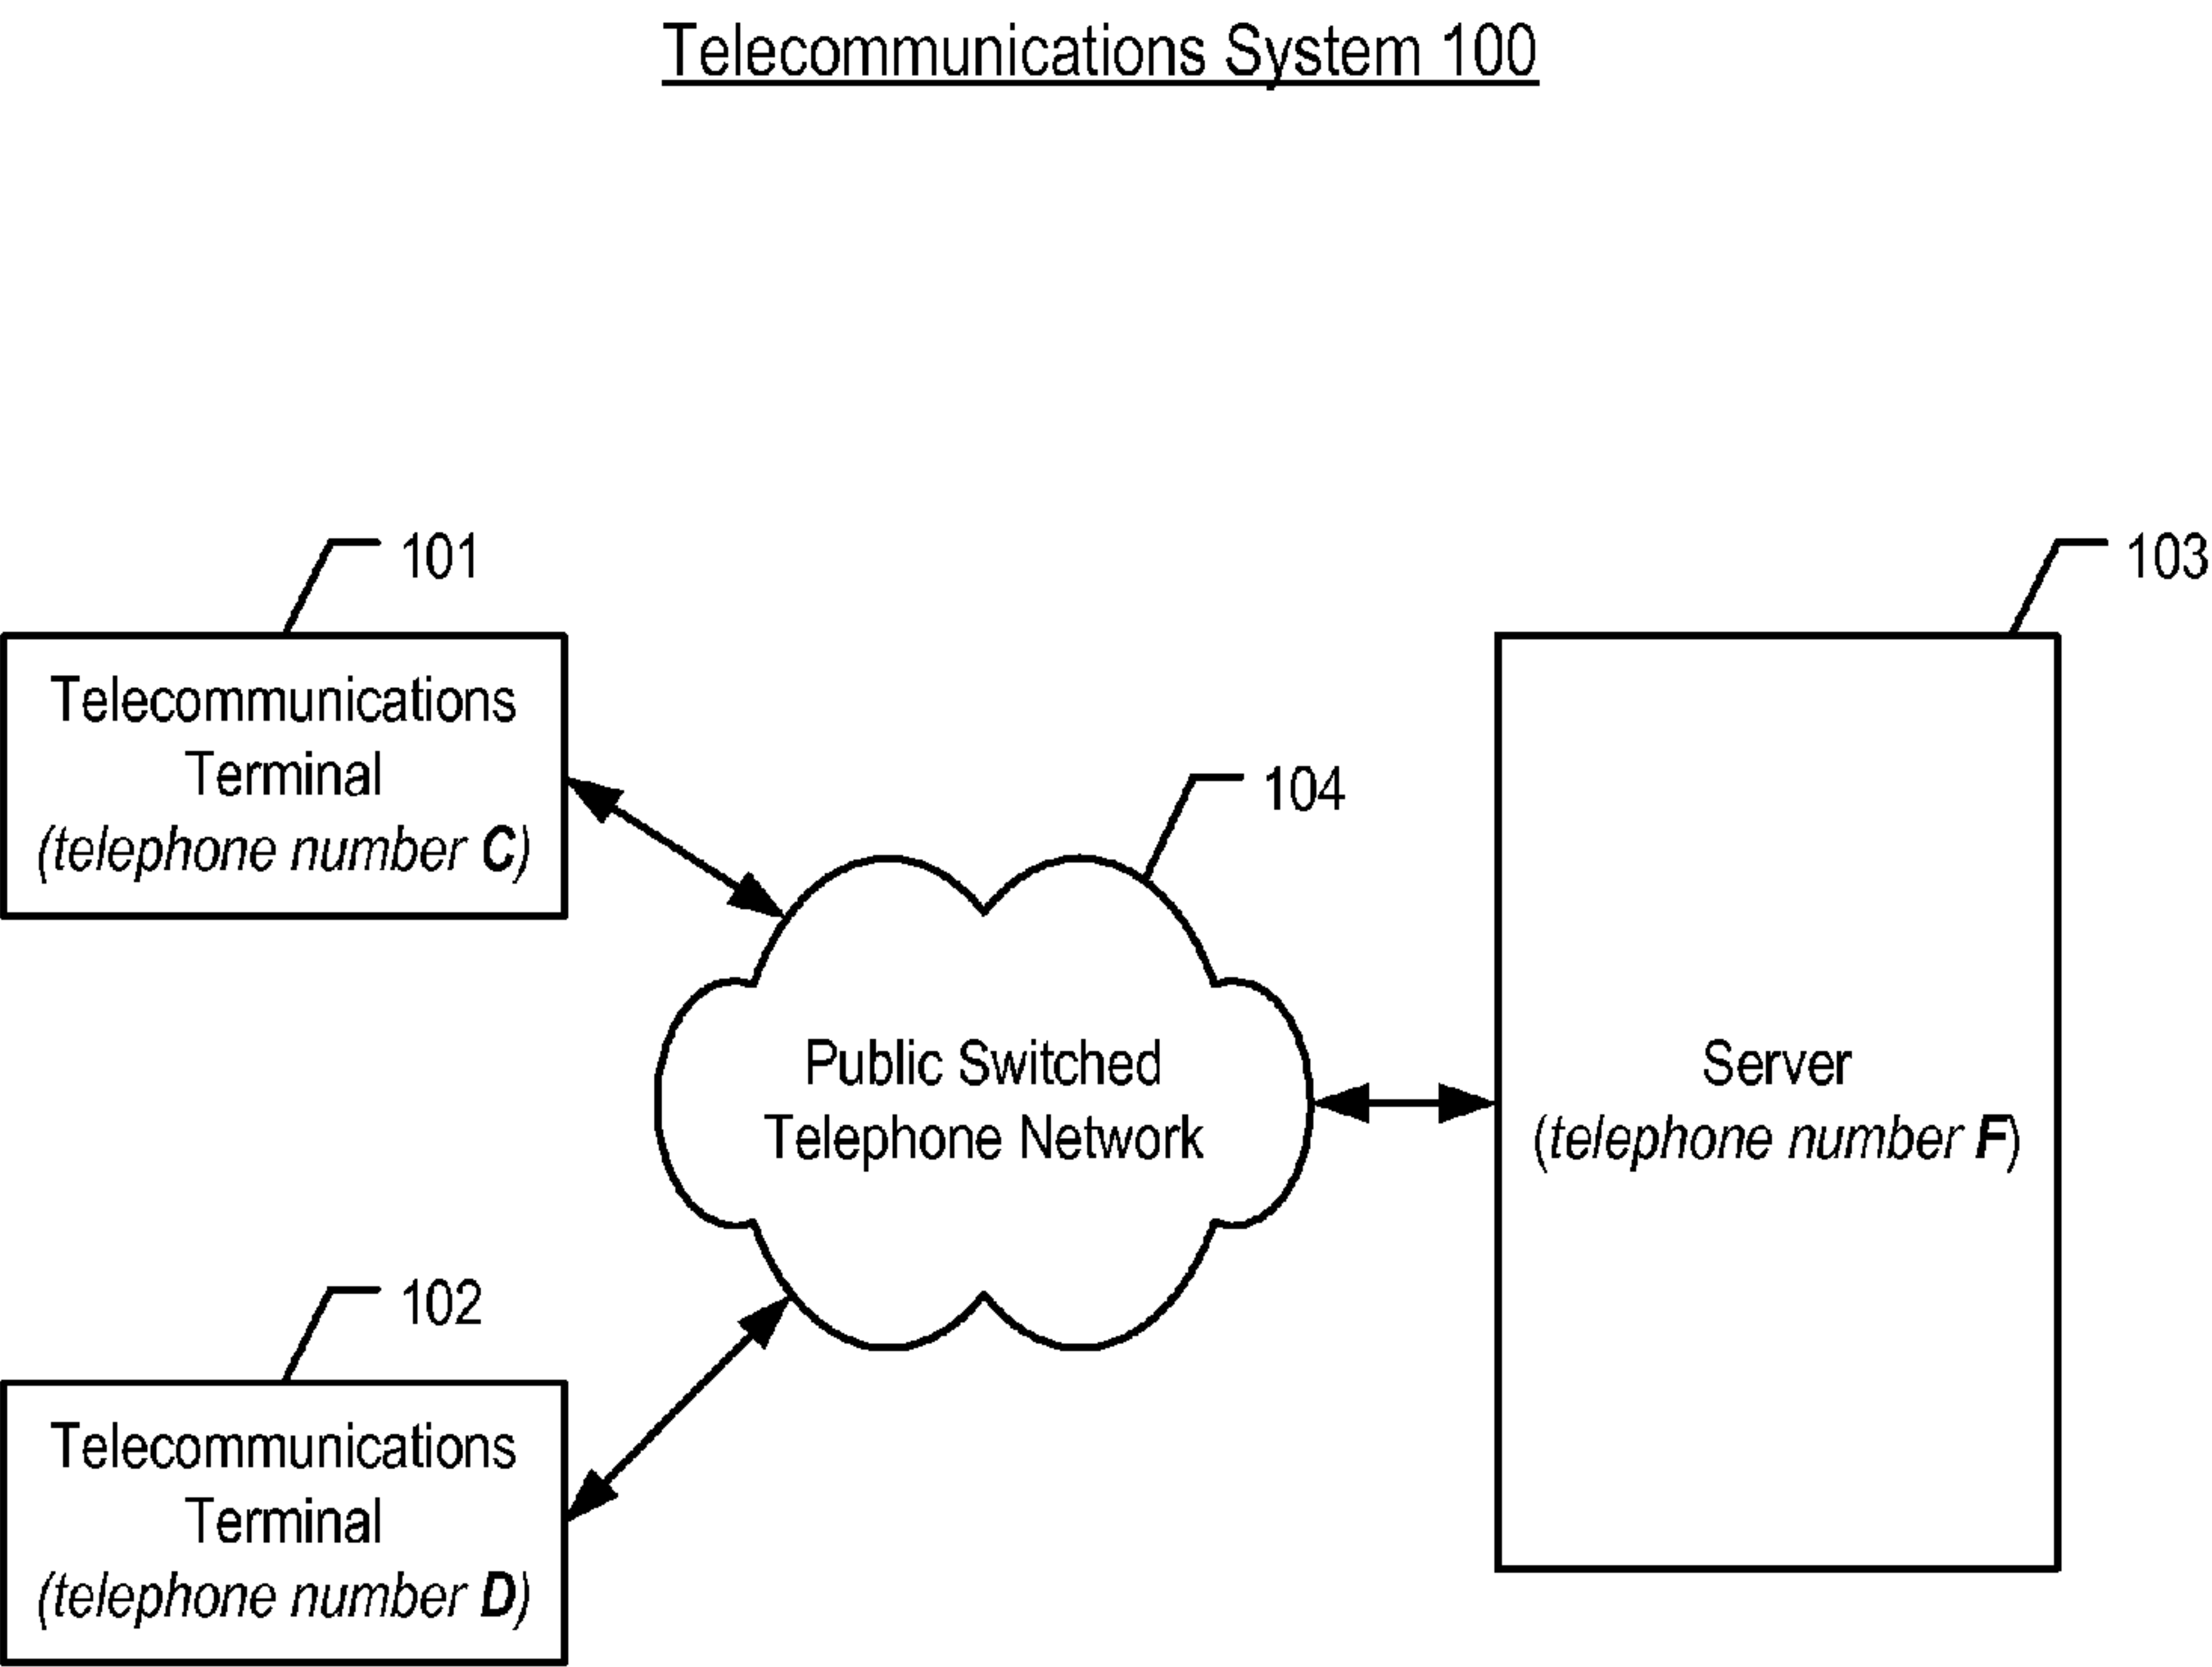 Telecommunications System 100
101
Telecommunications
Terminal
(telephone number C)
102
Telecommunications
Terminal
(telephone number D)
104
Public Switched
Telephone Network
103
Server
(telephone number F)